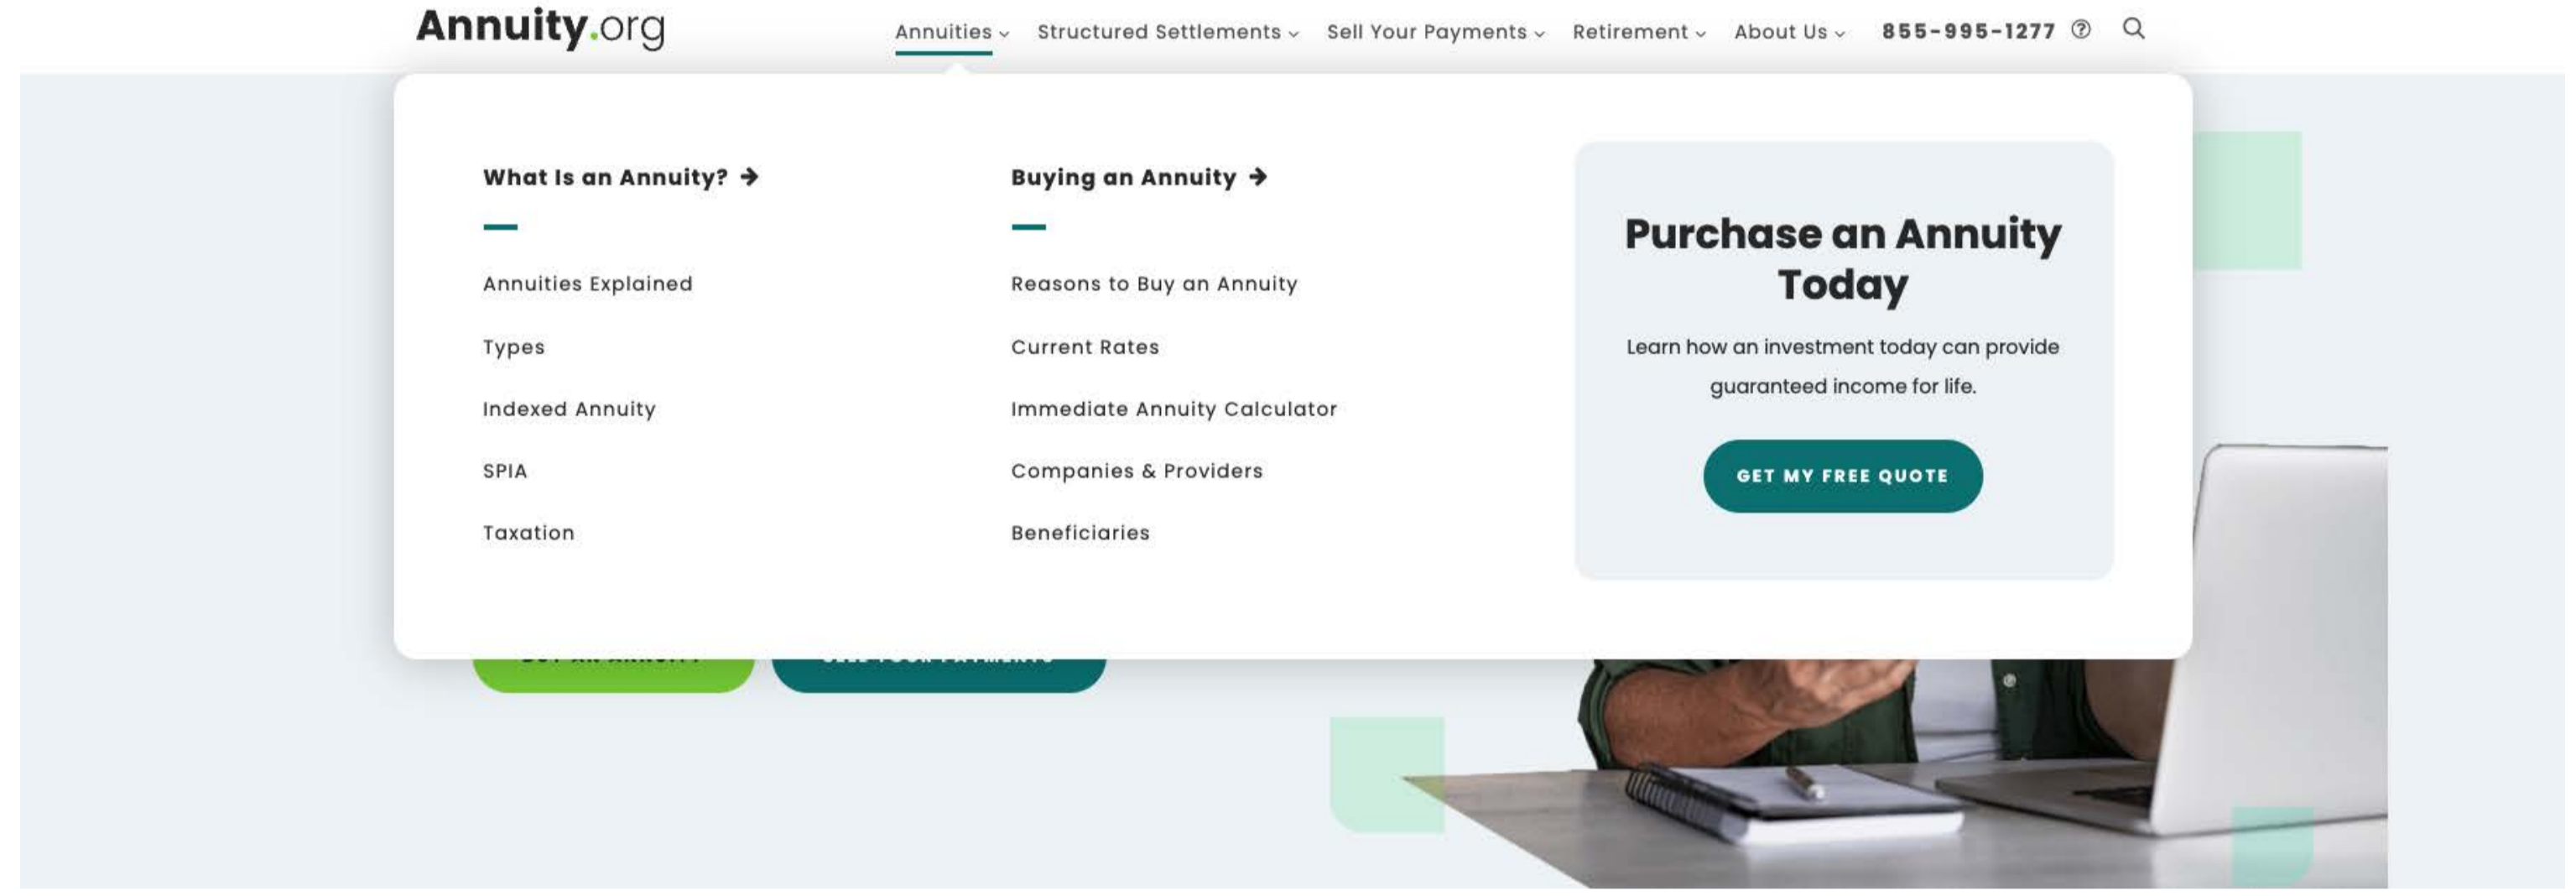 Annuity.org
Annuities
Structured Settlements
Sell Your Payments
Retirement
About Us
855-995-1277
What Is an Annuity? →
Annuities Explained
Types
Indexed Annuity
SPIA
Taxation
Buying an Annuity →
Reasons to Buy an Annuity
Current Rates
Immediate Annuity Calculator
Companies & Providers
Beneficiaries
Purchase an Annuity
Today
Learn how an investment today can provide
guaranteed income for life.
GET MY FREE QUOTE